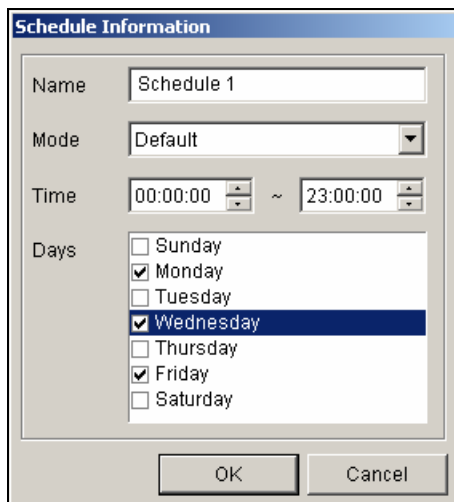 Schedule Information
Name Schedule 1
Mode Default
Time 00:00:00 ~ 23:00:00
Days
Sunday
Monday
Tuesday
Wednesday
Thursday
Friday
Saturday
OK Cancel